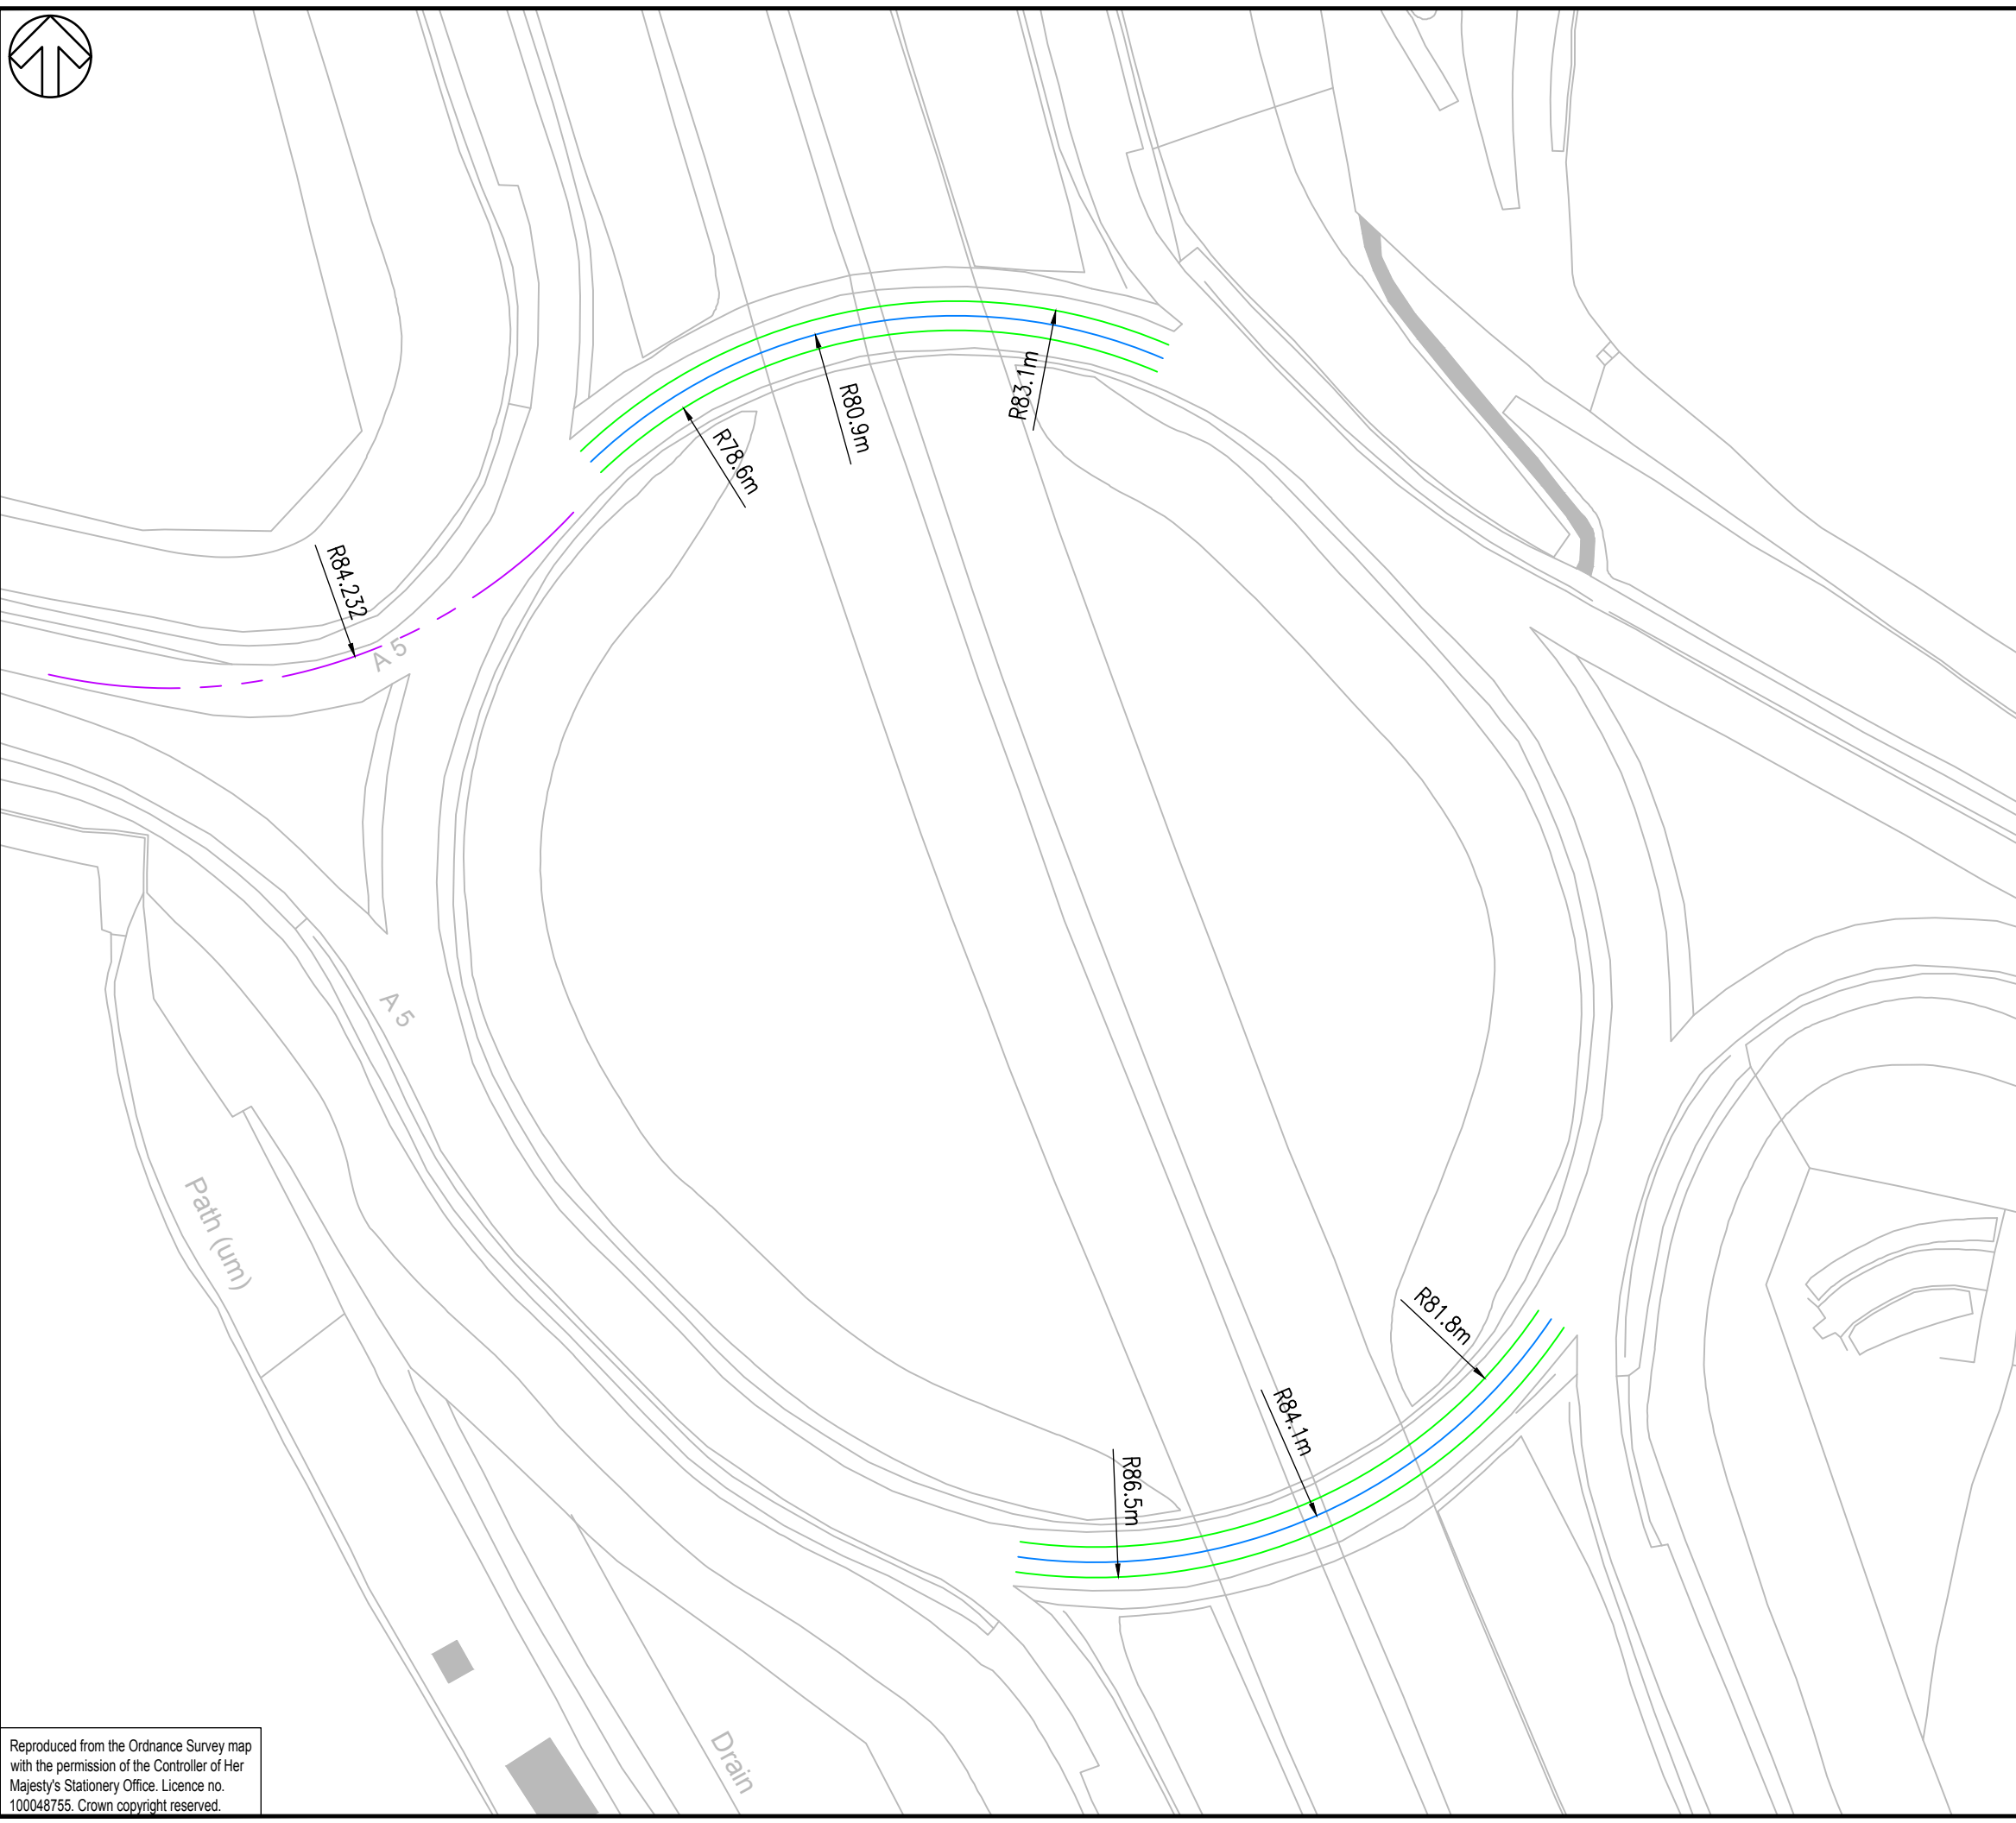 R83.1m
R80.9m
R78.6m
R84.232
A 5
A 5
Path (um)
R81.8m
R84.1m
R86.5m
Drain
Reproduced from the Ordnance Survey map
with the permission of the Controller of Her
Majesty's Stationery Office. Licence no.
100048755. Crown copyright reserved.